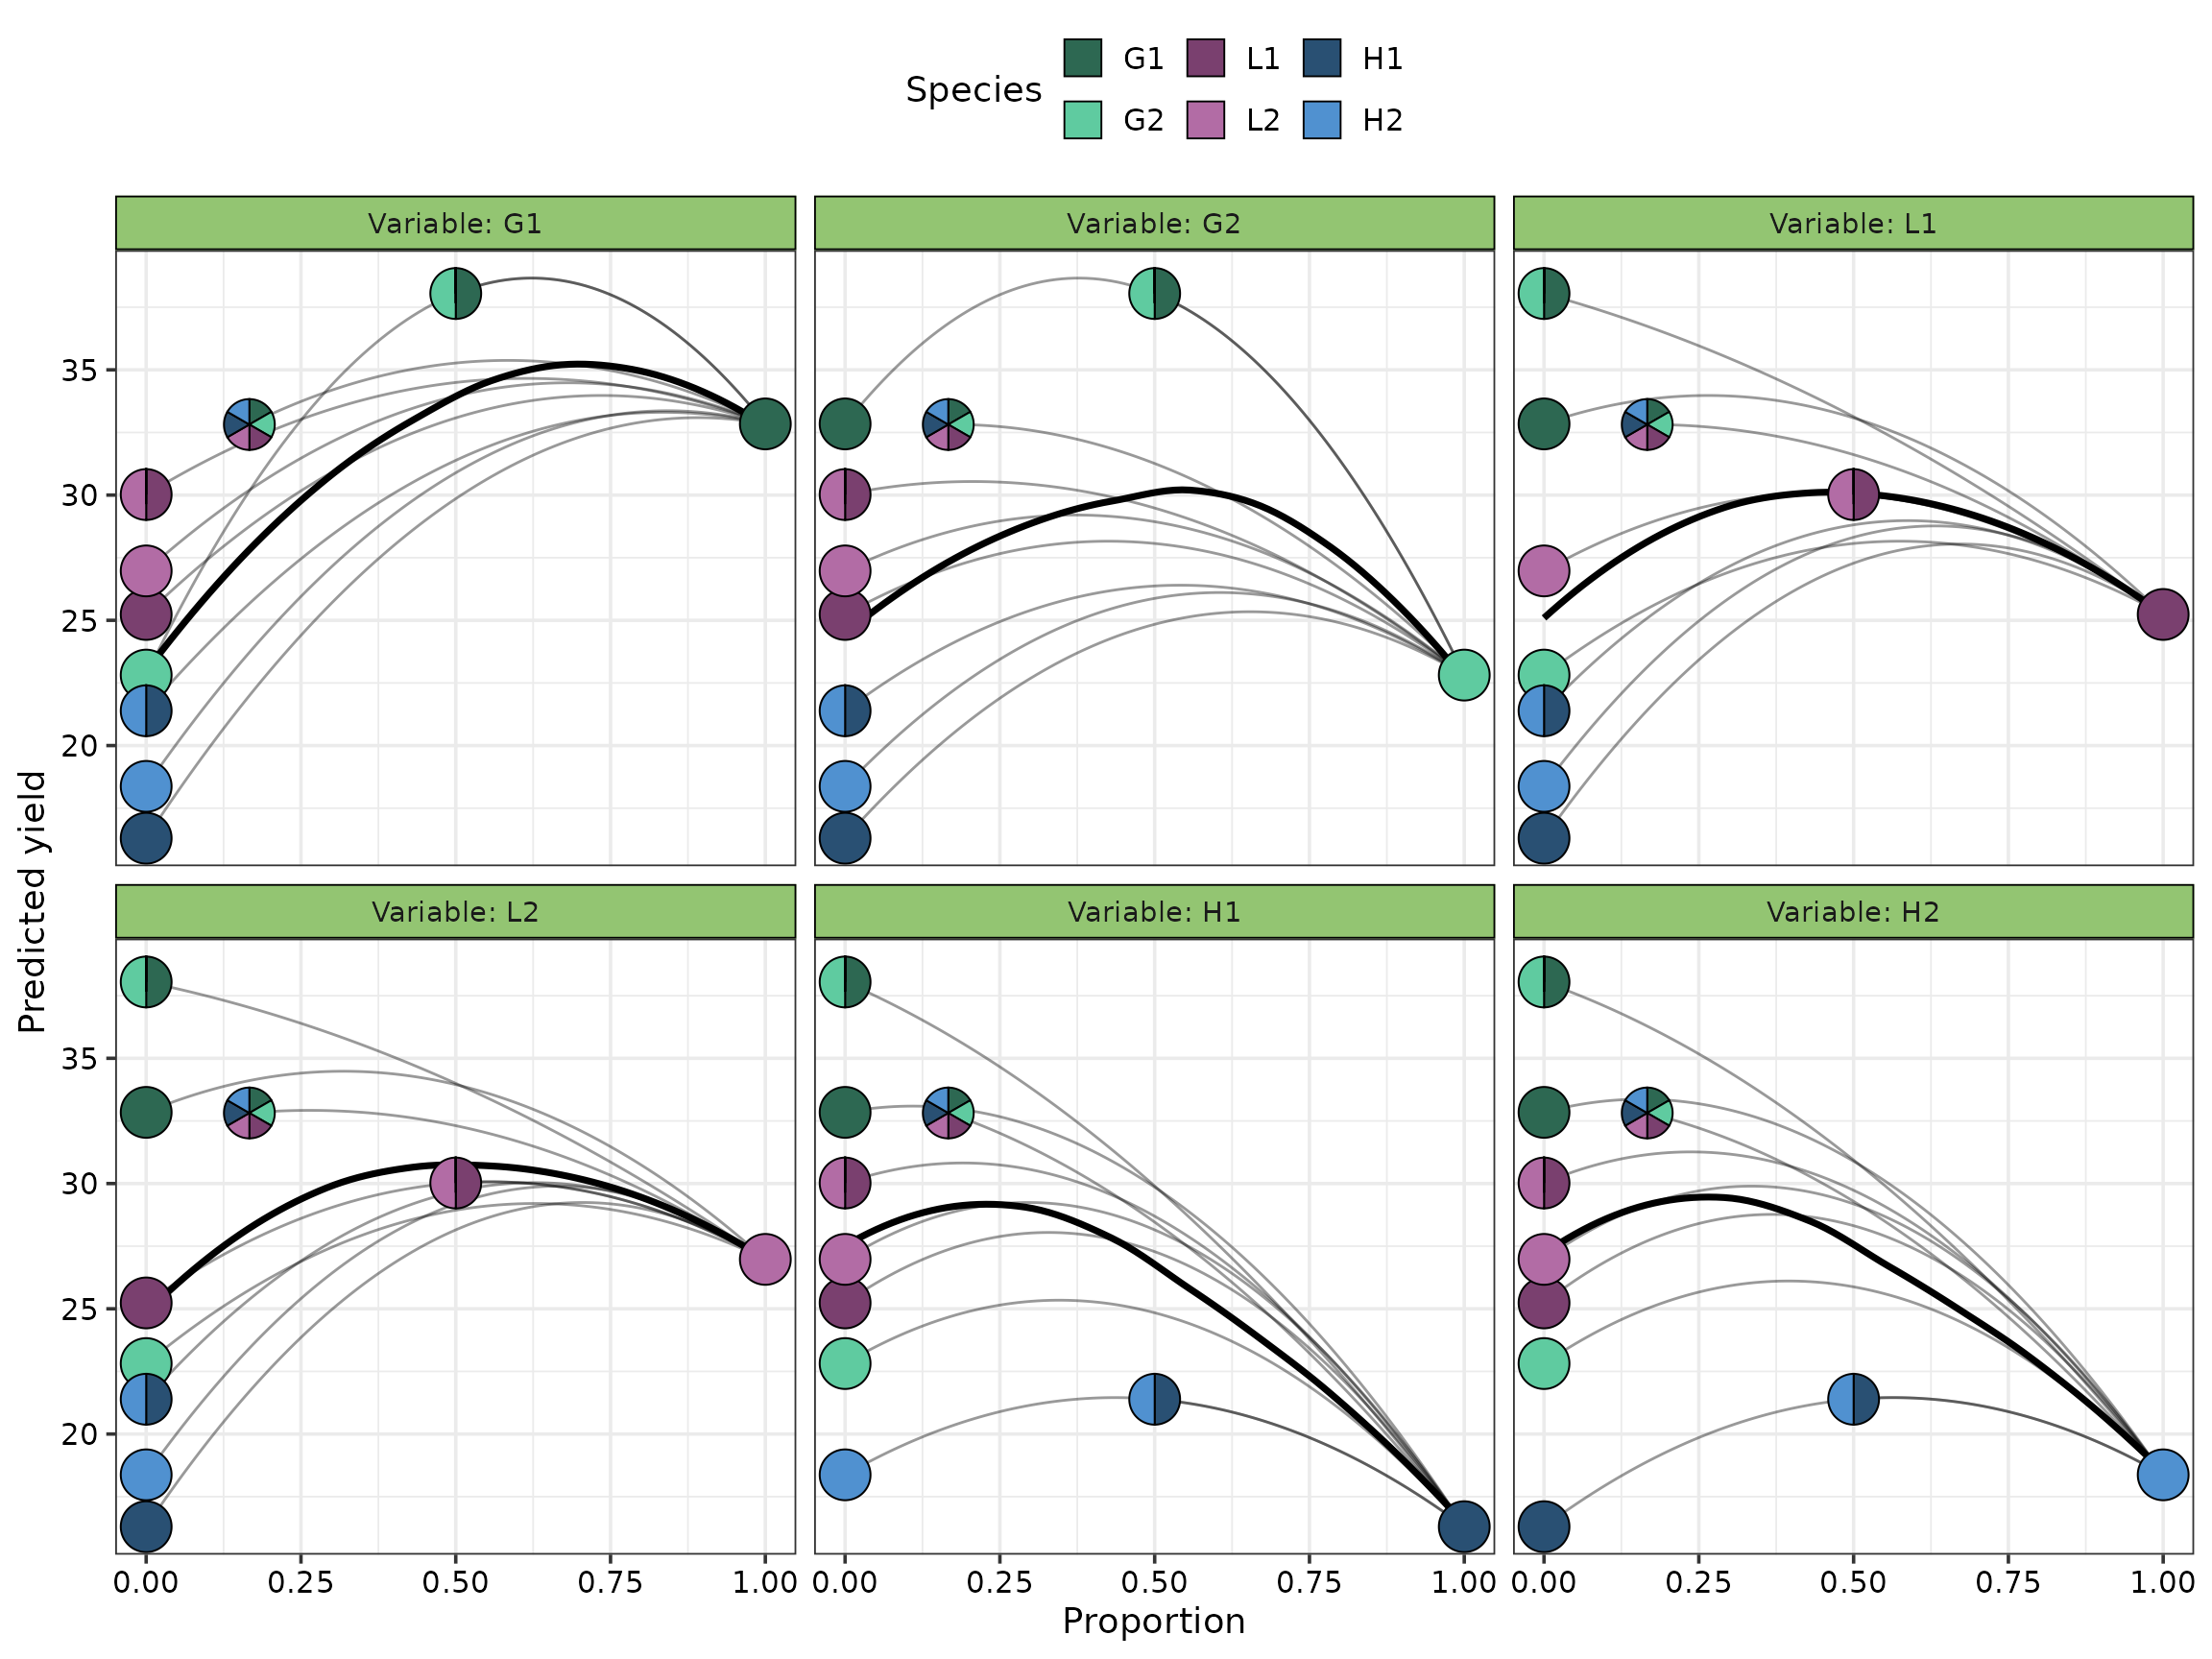 Species
G1 L1 H1
G2 L2 H2
Variable: G1 Variable: G2 Variable: L1
35
30
25
20
Variable: L2 Variable: H1 Variable: H2
35
30
25
20
Predicted yield
0.00 0.25 0.50 0.75 1.00 0.00 0.25 0.50 0.75 1.00 0.00 0.25 0.50 0.75 1.00
Proportion